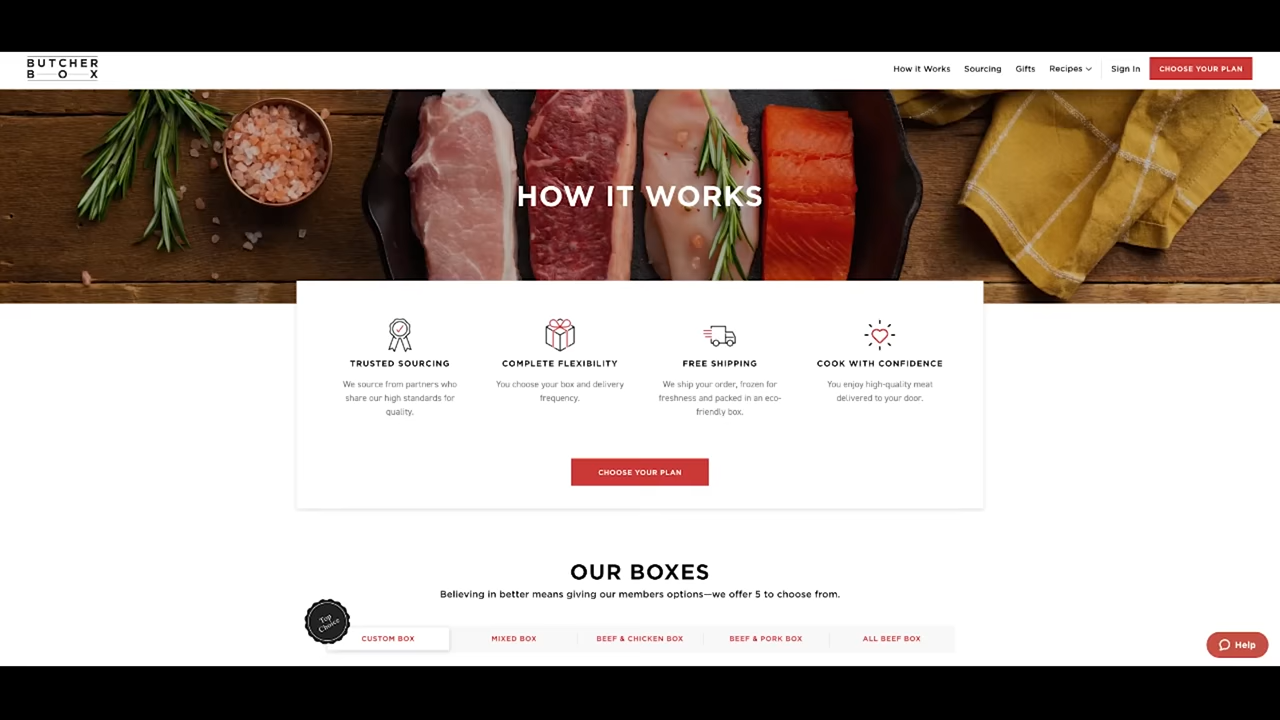 BUTCHER
BOX
How it Works
Sourcing
Gifts
Recipes
Sign In
CHOOSE YOUR PLAN
HOW IT WORKS
TRUSTED SOURCING
We source from partners who
share our high standards for
quality.
COMPLETE FLEXIBILITY
You choose your box and delivery
frequency.
FREE SHIPPING
We ship your order, frozen for
freshness and packed in an eco-
friendly box.
COOK WITH CONFIDENCE
You enjoy high-quality meat
delivered to your door.
CHOOSE YOUR PLAN
OUR BOXES
Believing in better means giving our members options—we offer 5 to choose from.
Top
Choice
CUSTOM BOX
MIXED BOX
BEEF & CHICKEN BOX
BEEF & PORK BOX
ALL BEEF BOX
Help